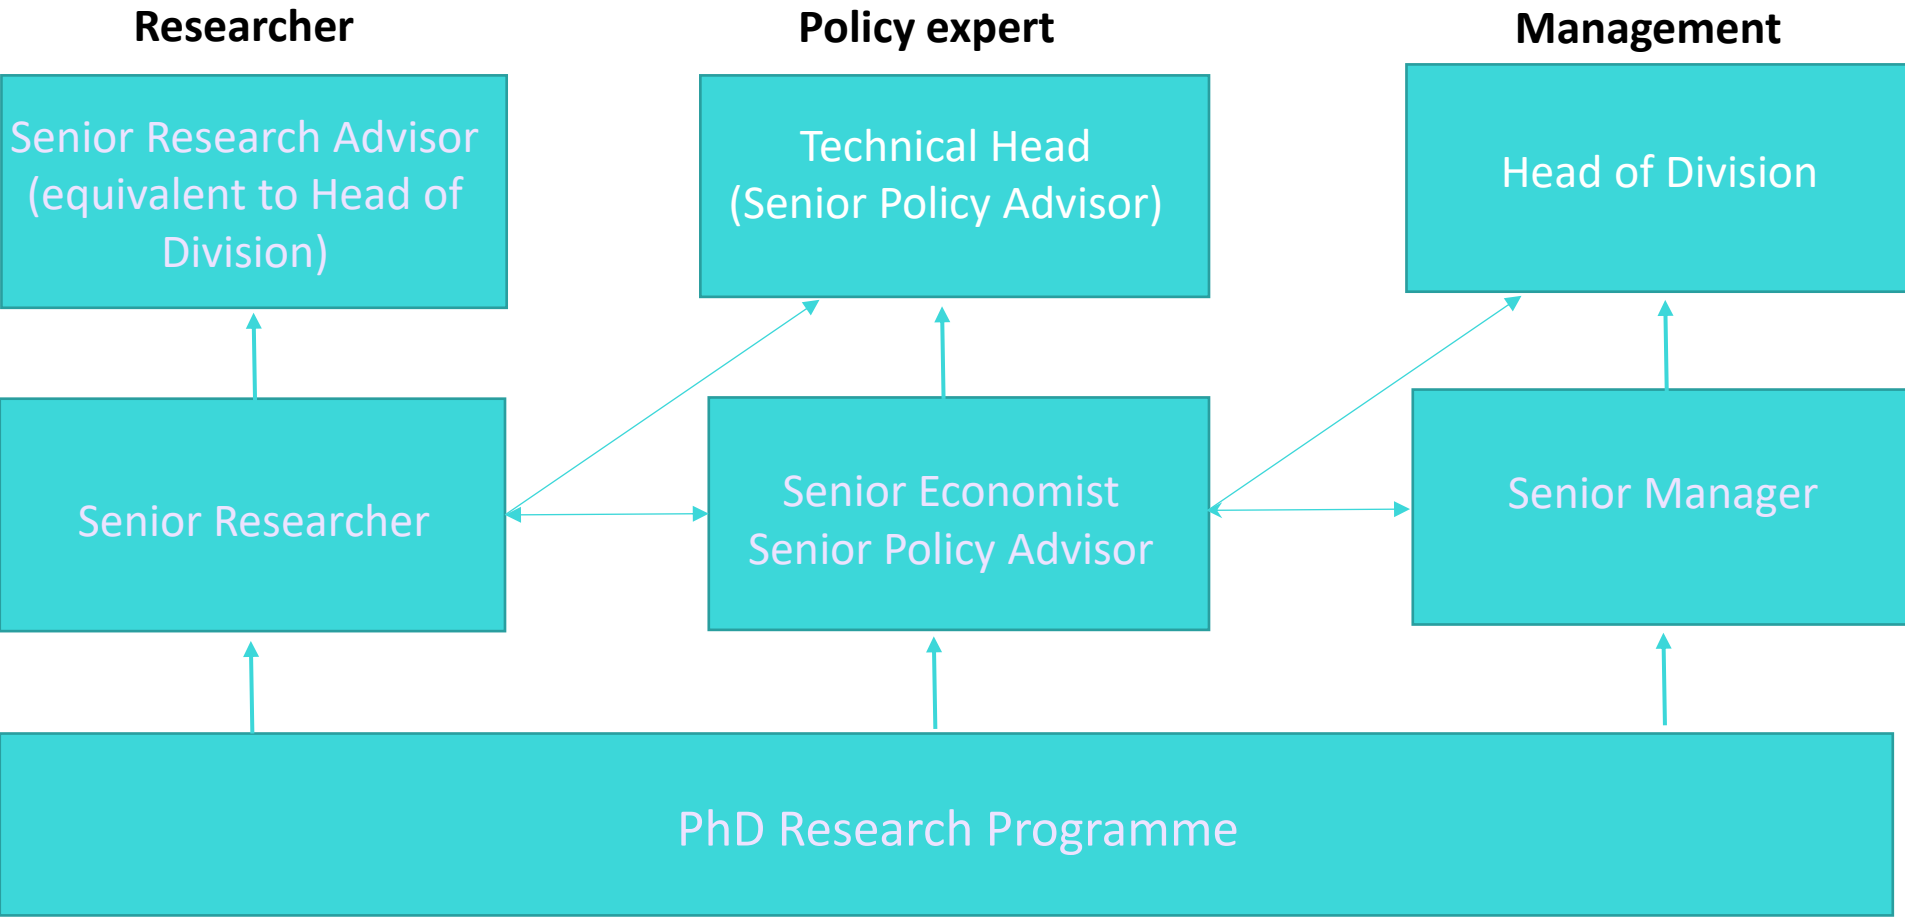 Researcher
Policy expert
Management
Senior Research Advisor
(equivalent to Head of
Division)
Technical Head
(Senior Policy Advisor)
Head of Division
Senior Researcher
Senior Economist
Senior Policy Advisor
Senior Manager
PhD Research Programme